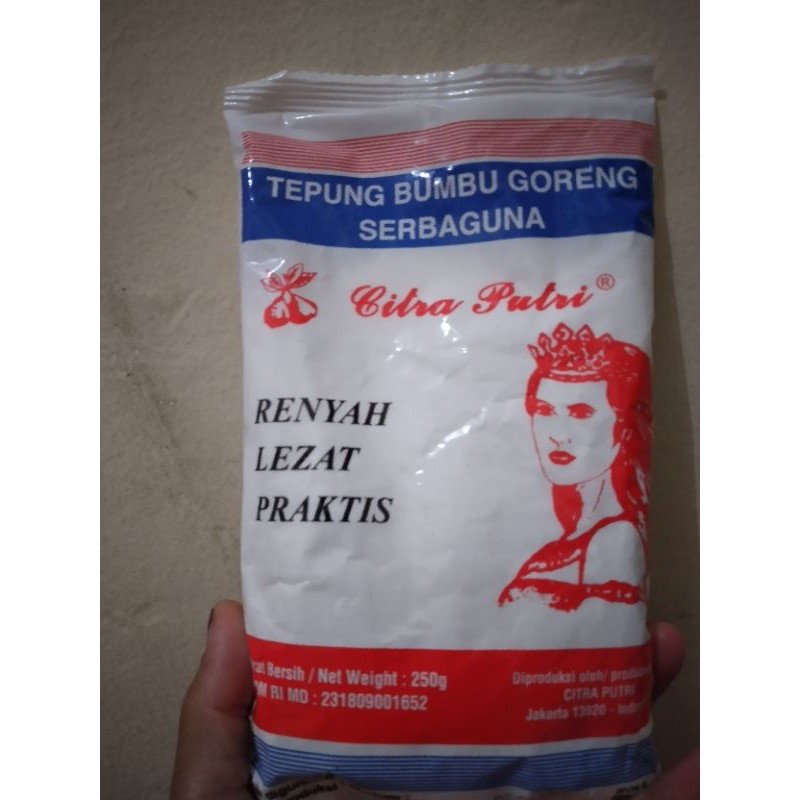 TEPUNG BUMBU GORENG
SERBAGUNA
Citra Putri ®
RENYAH
LEZAT
PRAKTIS
Bersih / Net Weight : 250g
RI MD : 231809001652
Diproduksi oleh/
CITRA PUTRI
Jakarta 13920 -